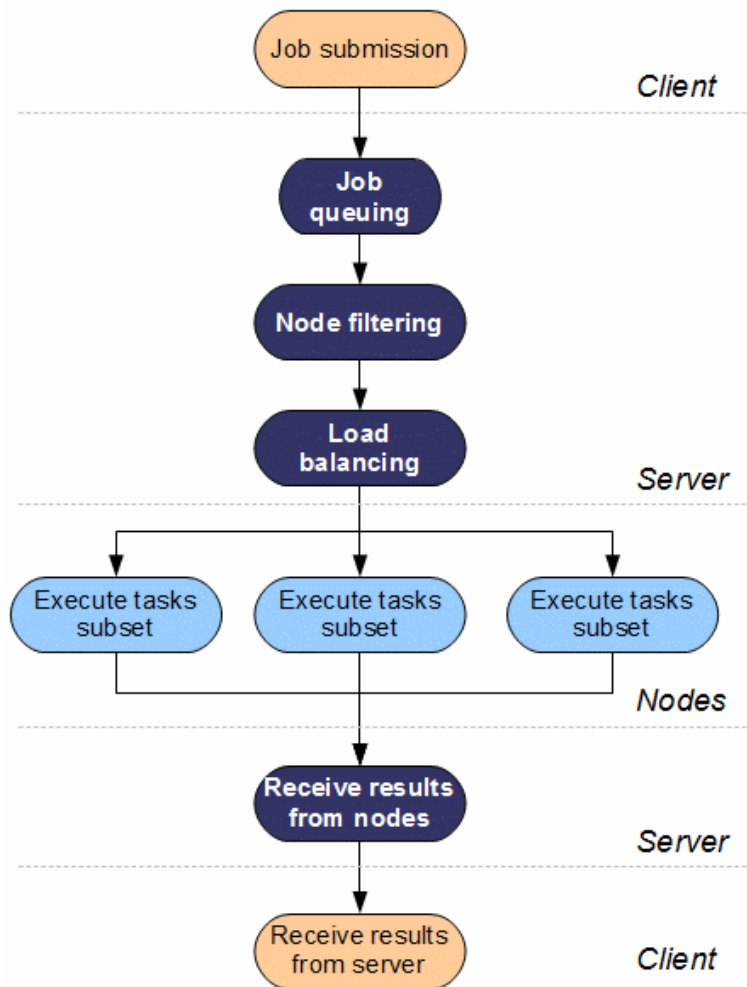 Job submission
Client
Job
queuing
Node filtering
Load
balancing
Server
Execute tasks
subset
Execute tasks
subset
Execute tasks
subset
Nodes
Receive results
from nodes
Server
Receive results
from server
Client